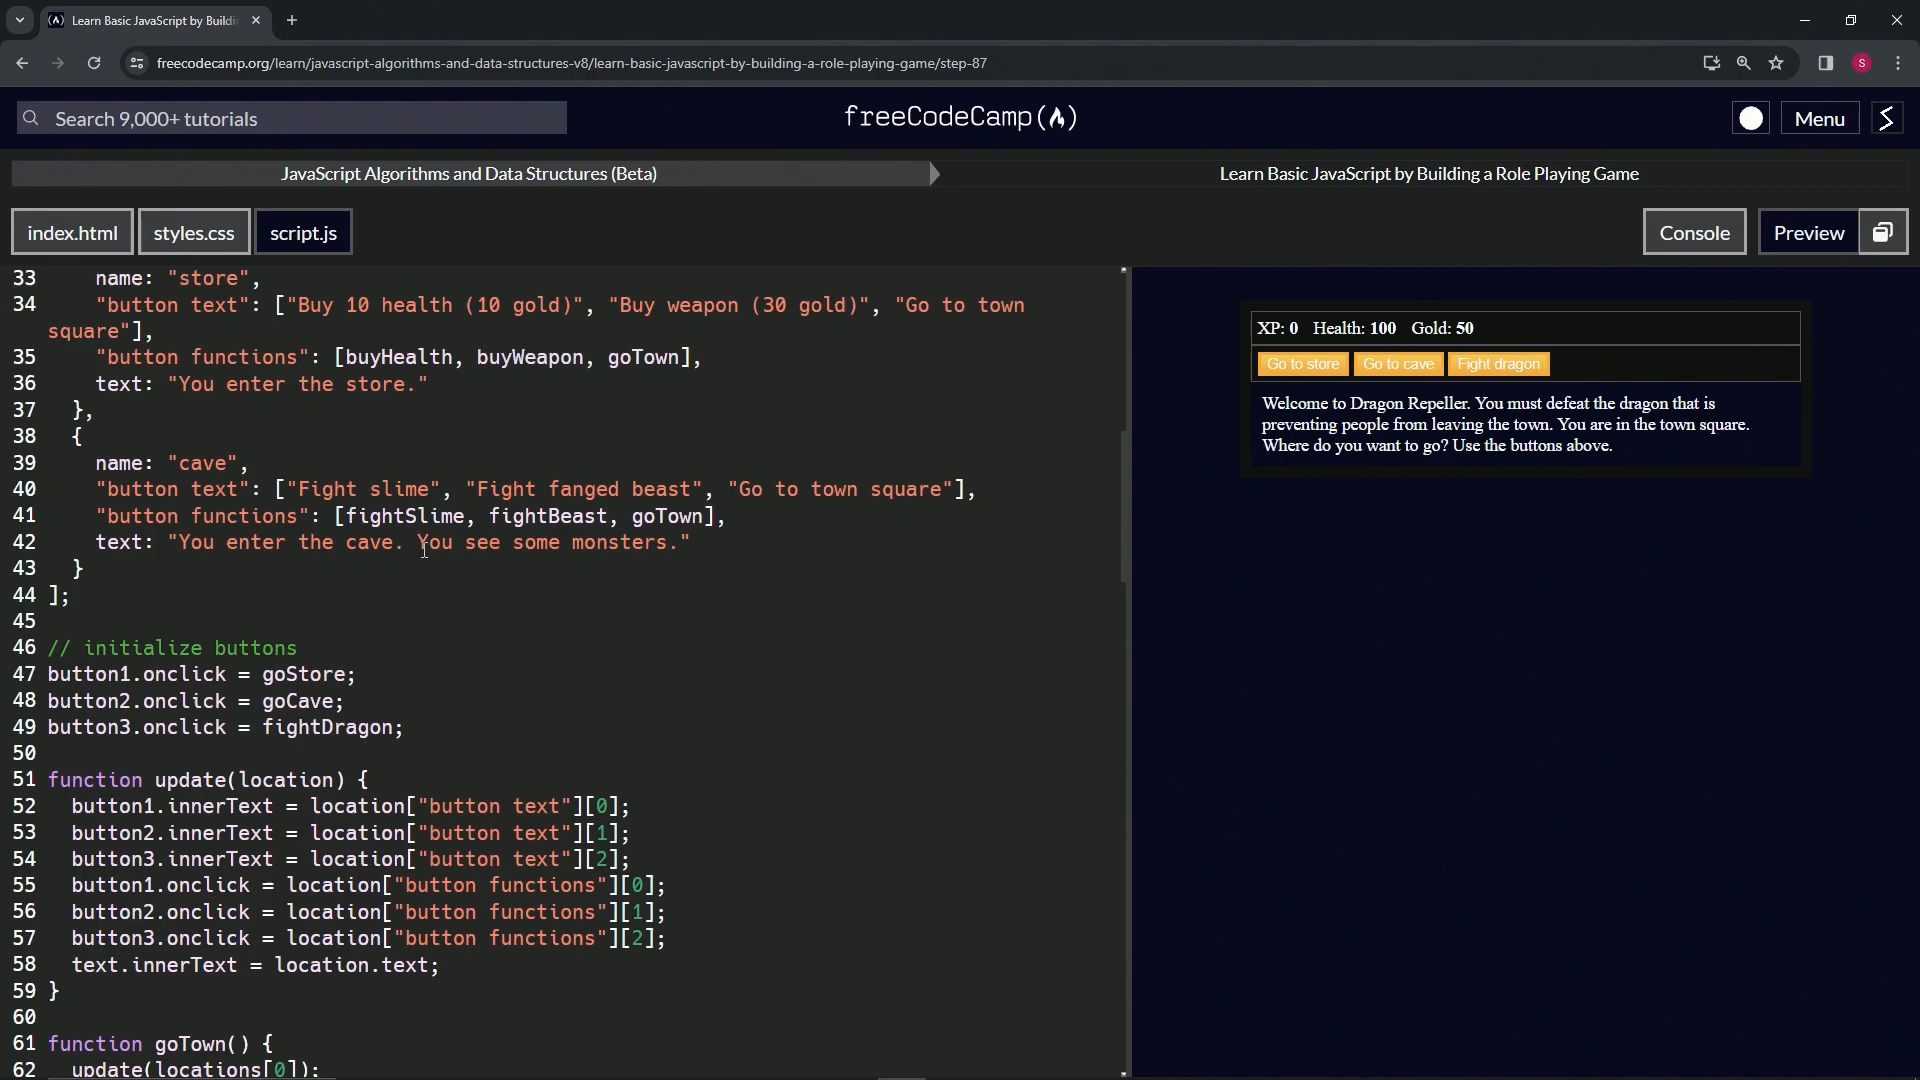 Learn Basic JavaScript by Buildi
freecodecamp.org/learn/javascript-algorithms-and-data-structures-v8/learn-basic-javascript-by-building-a-role-playing-game/step-87
S
Search 9,000+ tutorials
freeCodeCamp(🔥)
Menu
JavaScript Algorithms and Data Structures (Beta)
Learn Basic JavaScript by Building a Role Playing Game
index.html
styles.css
script.js
Console
Preview
33     name: "store",
34     "button text": ["Buy 10 health (10 gold)", "Buy weapon (30 gold)", "Go to town
square"],
35     "button functions": [buyHealth, buyWeapon, goTown],
36     text: "You enter the store."
37   },
38   {
39     name: "cave",
40     "button text": ["Fight slime", "Fight fanged beast", "Go to town square"],
41     "button functions": [fightSlime, fightBeast, goTown],
42     text: "You enter the cave. You see some monsters."
43   }
44 ];
45
46 // initialize buttons
47 button1.onclick = goStore;
48 button2.onclick = goCave;
49 button3.onclick = fightDragon;
50
51 function update(location) {
52   button1.innerText = location["button text"][0];
53   button2.innerText = location["button text"][1];
54   button3.innerText = location["button text"][2];
55   button1.onclick = location["button functions"][0];
56   button2.onclick = location["button functions"][1];
57   button3.onclick = location["button functions"][2];
58   text.innerText = location.text;
59 }
60
61 function goTown() {
62   update(locations[0]);
XP: 0 Health: 100 Gold: 50
Go to store
Go to cave
Fight dragon
Welcome to Dragon Repeller. You must defeat the dragon that is
preventing people from leaving the town. You are in the town square.
Where do you want to go? Use the buttons above.